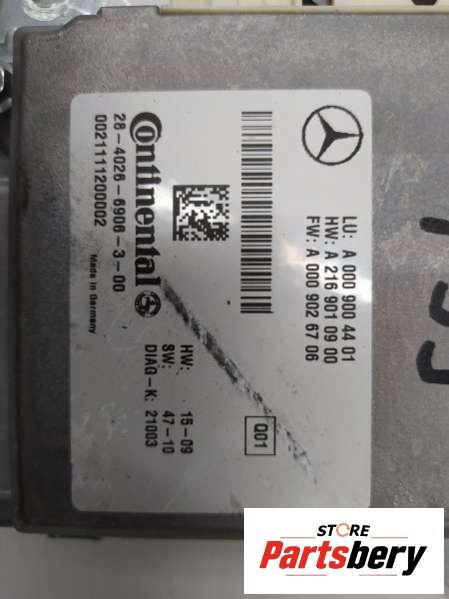 LU: A 000 900 44 01
HW: A 216 901 09 00
FW: A 000 902 67 06
Continental
28-4026-6906-3-00
0021111200002
Made in Germany
HW: 15-09
SW: 47-10
DIAG-K: 21003
Q01
STORE
Partsbery